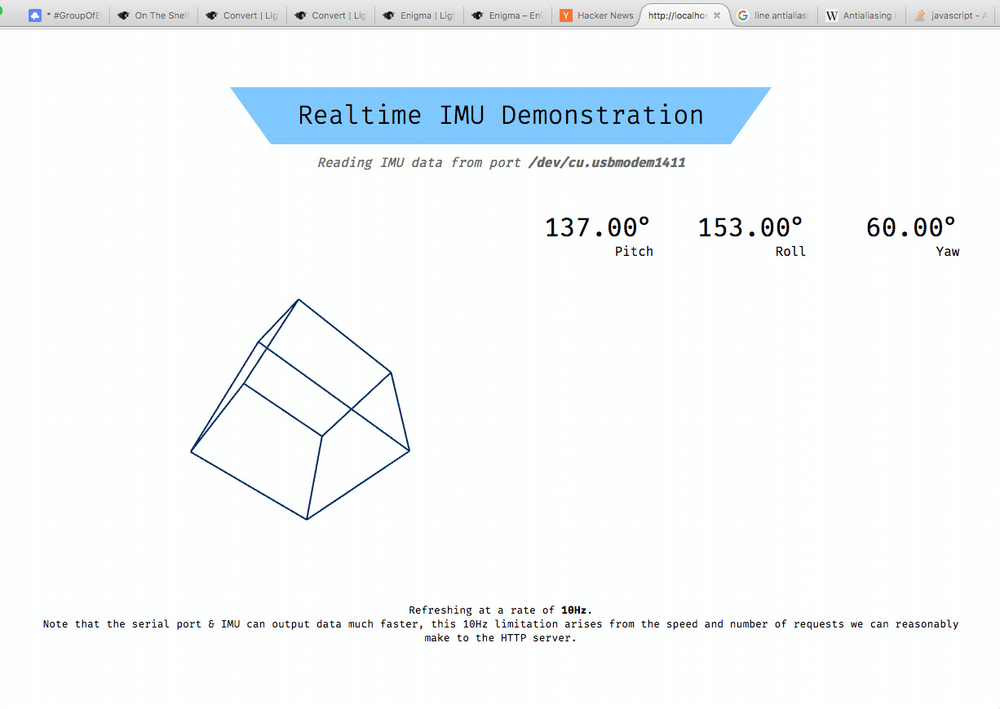 * #GroupOfE
On The Shelf
Convert | Lig
Convert | Lig
Enigma | Ligh
Enigma – Eni
Hacker News
http://localhos
line antialias
Antialiasing
javascript -
Realtime IMU Demonstration
Reading IMU data from port /dev/cu.usbmodem1411
137.00° 153.00° 60.00°
Pitch Roll Yaw
Refreshing at a rate of 10Hz.
Note that the serial port & IMU can output data much faster, this 10Hz limitation arises from the speed and number of requests we can reasonably
make to the HTTP server.